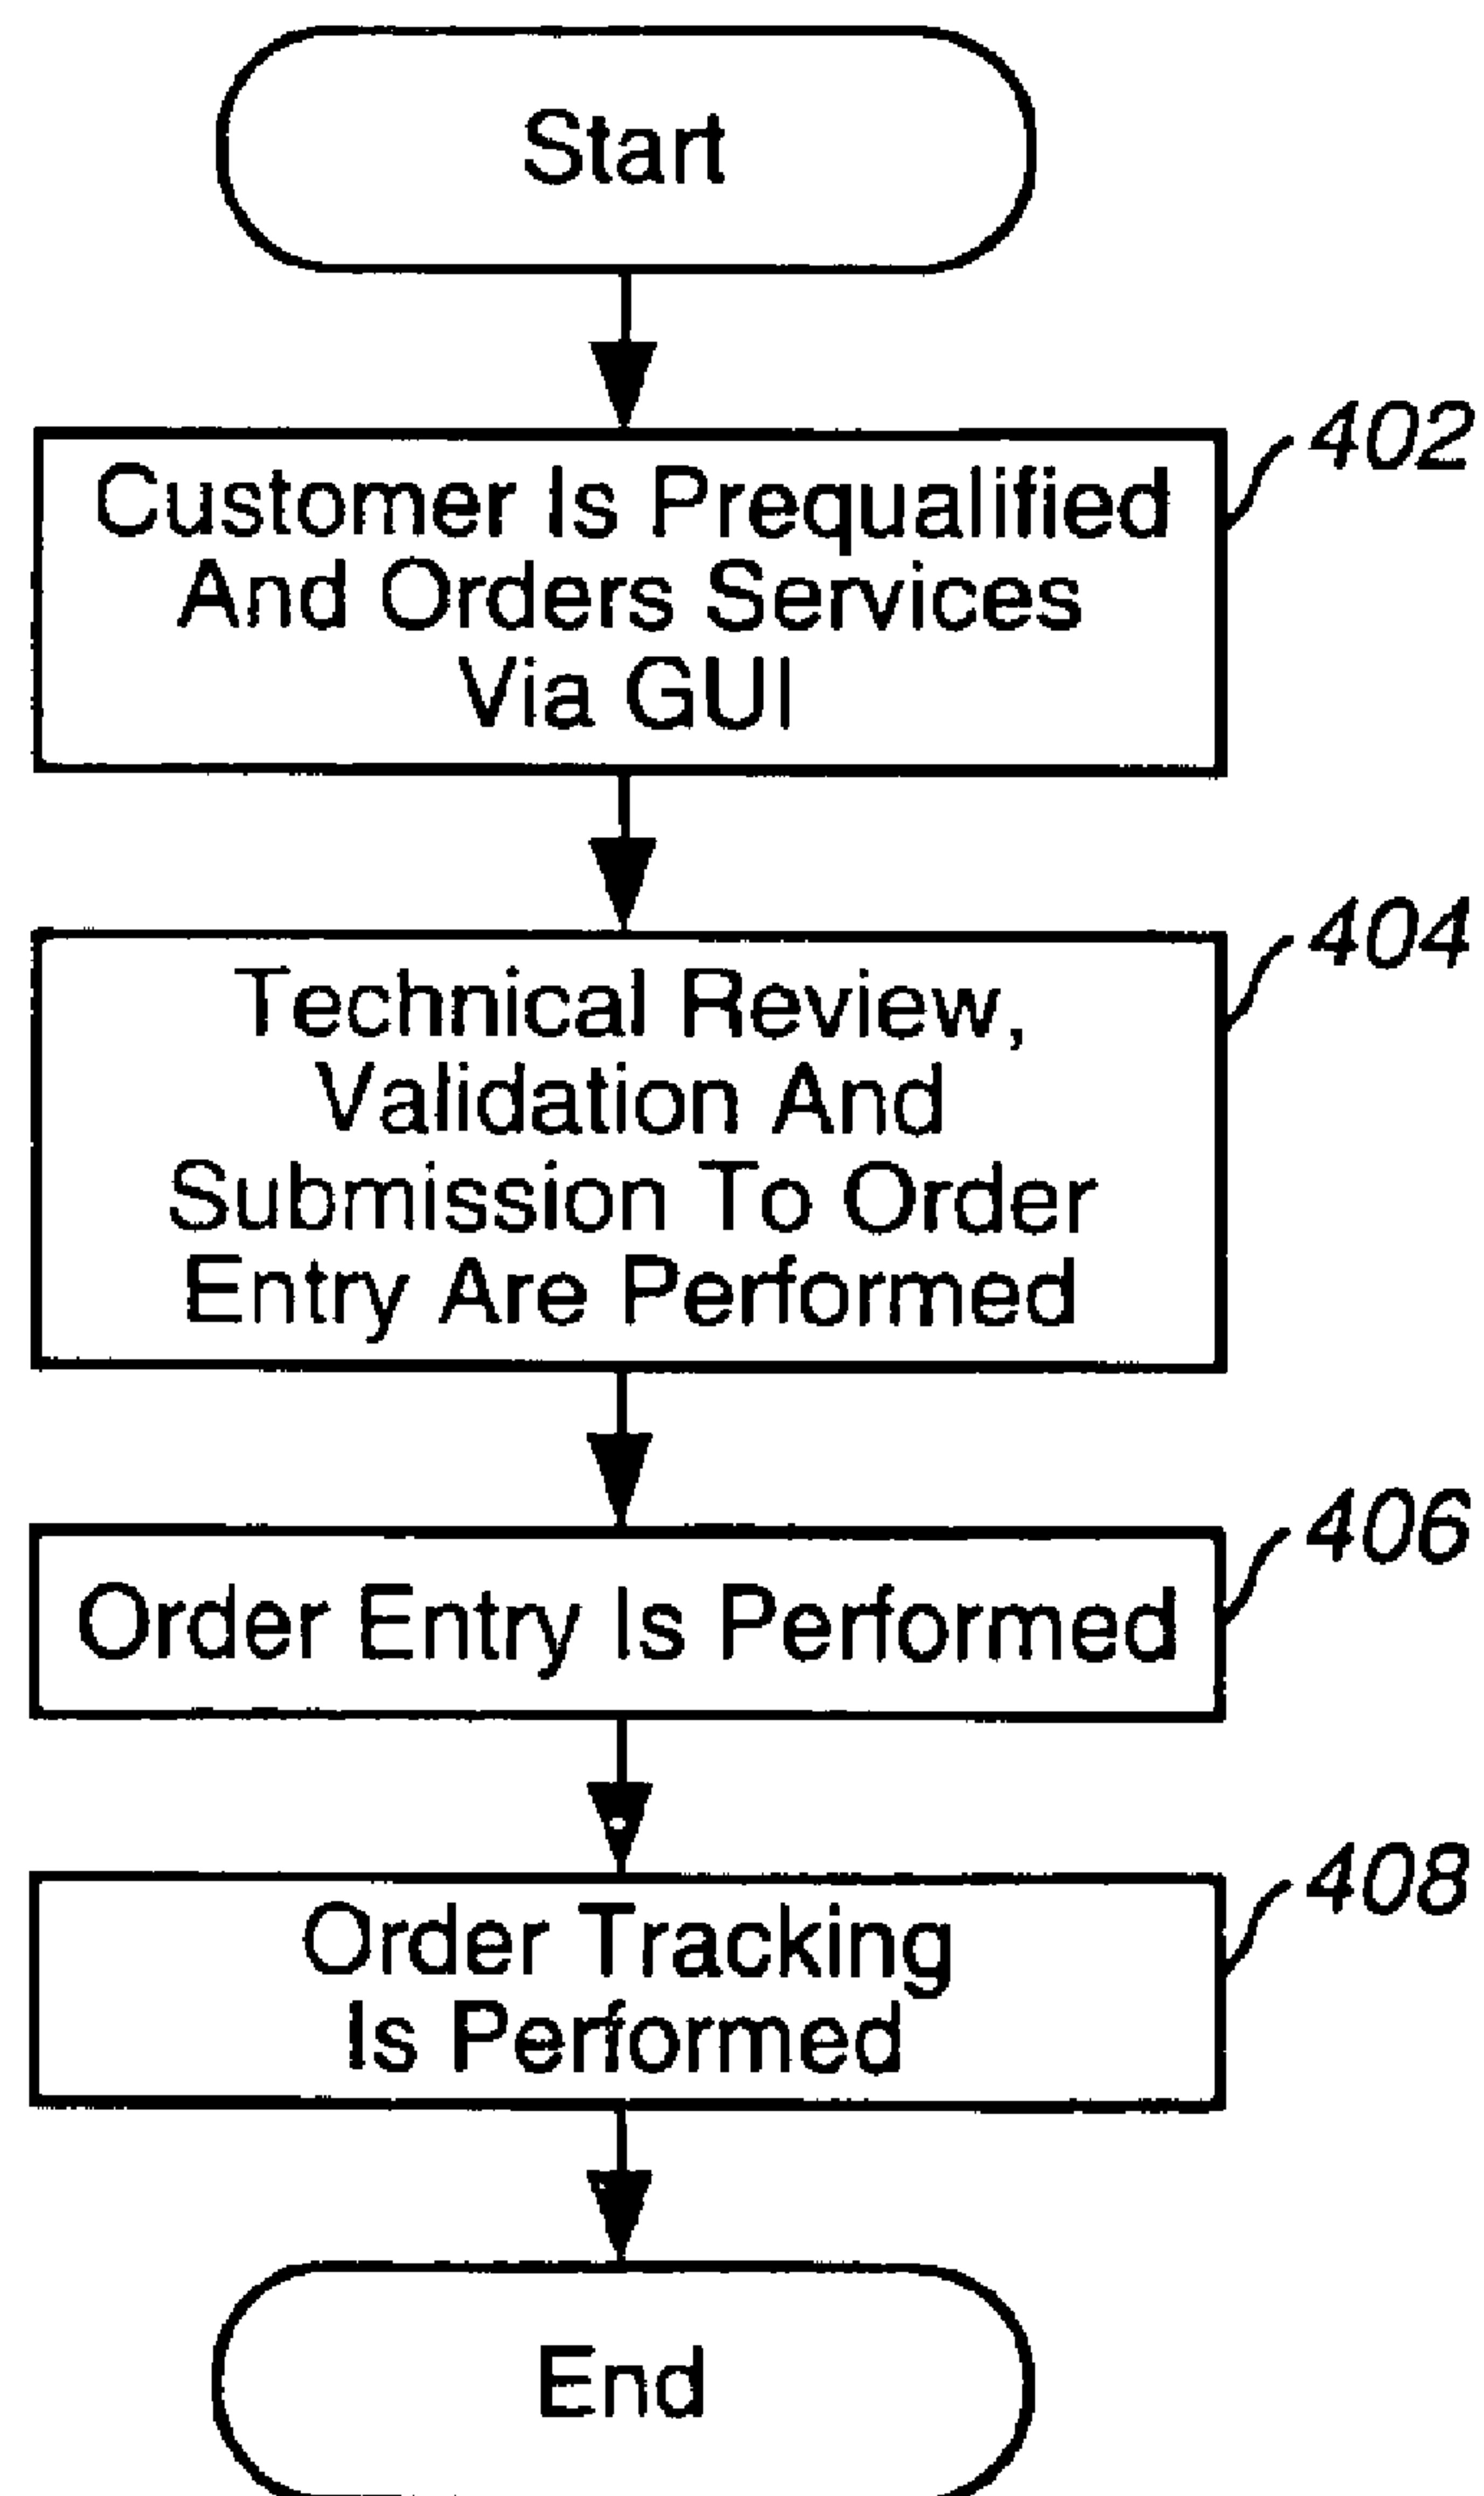 Start
402
Customer Is Prequalified
And Orders Services
Via GUI
404
Technical Review,
Validation And
Submission To Order
Entry Are Performed
406
Order Entry Is Performed
408
Order Tracking
Is Performed
End